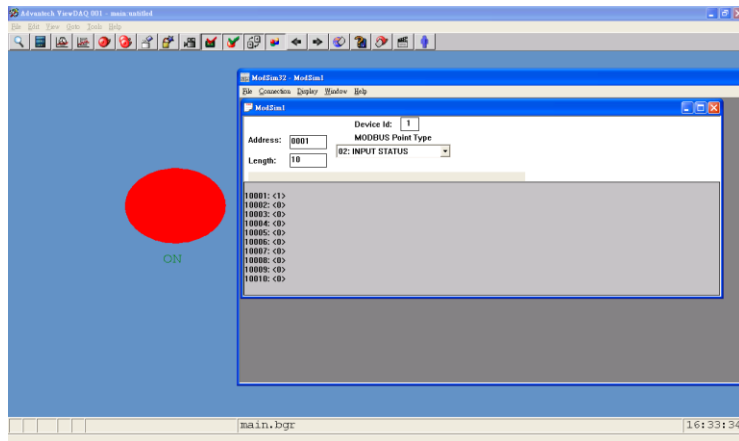 Advantech ViewDAQ 001 - main:untitled
File Edit View Goto Tools Help
ModSim32 - ModSim1
File Connection Display Window Help
ModSim1
Device Id: 1
Address: 0001
MODBUS Point Type
02: INPUT STATUS
Length: 10
10001: <1>
10002: <0>
10003: <0>
10004: <0>
10005: <0>
10006: <0>
10007: <0>
10008: <0>
10009: <0>
10010: <0>
ON
main.bgr
16:33:34